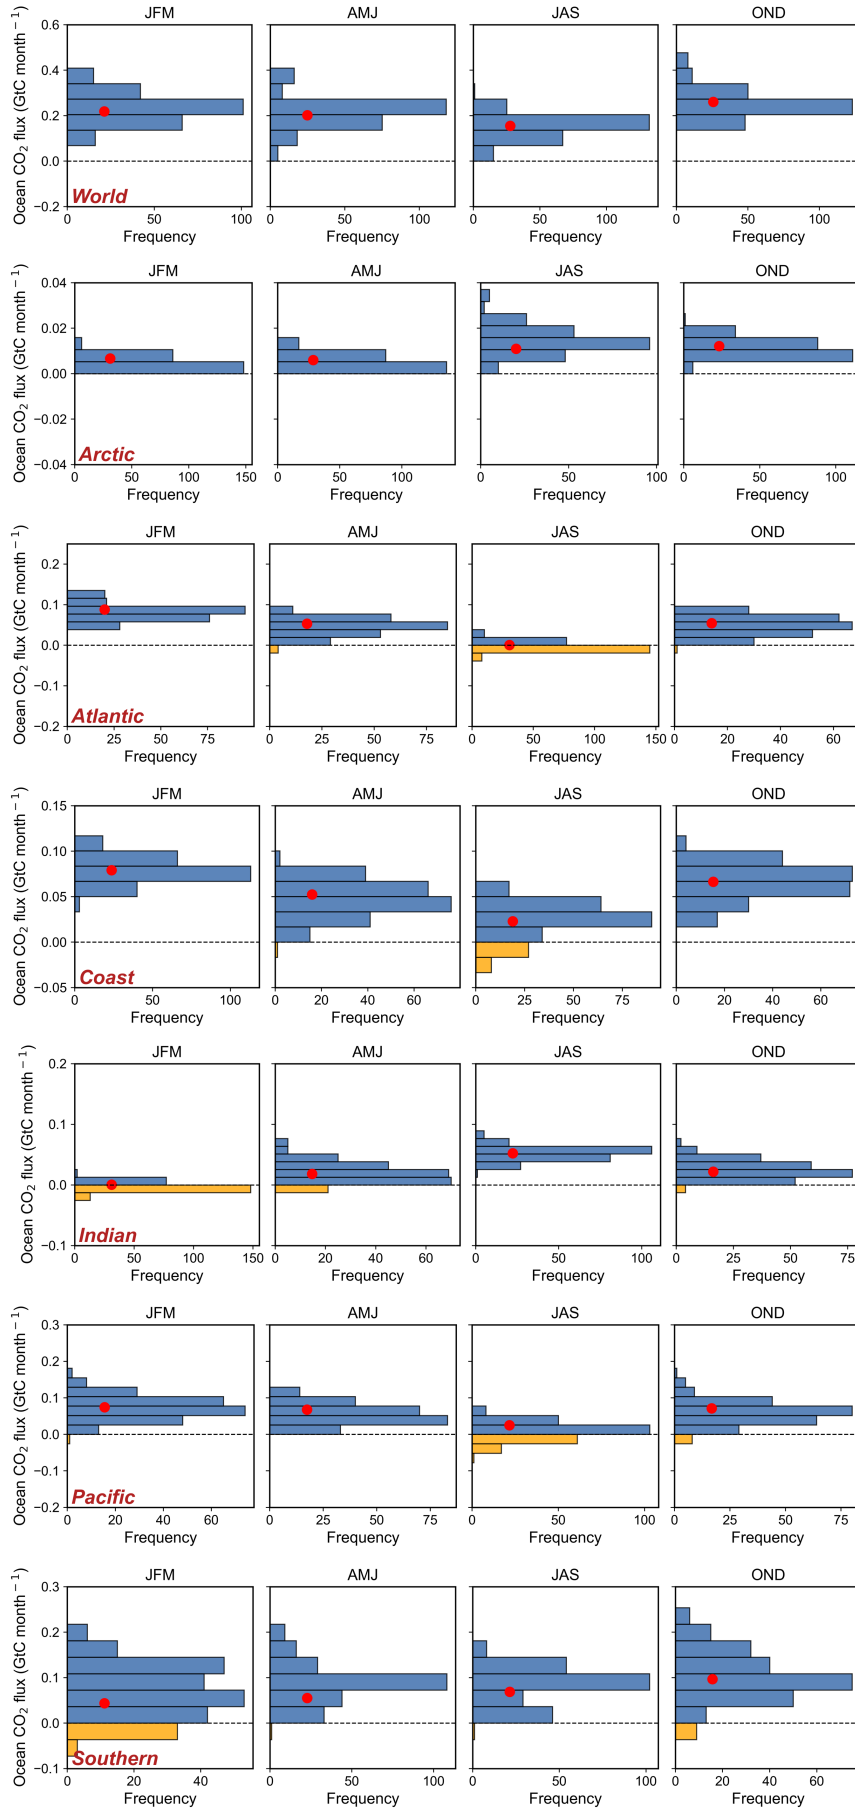 JFM AMJ JAS OND
Ocean CO₂ flux (GtC month⁻¹)
0.6
0.4
0.2
0.0
−0.2
World
0 50 100 0 50 100 0 50 100 0 50 100
Frequency Frequency Frequency Frequency
JFM AMJ JAS OND
Ocean CO₂ flux (GtC month⁻¹)
0.04
0.02
0.00
−0.02
−0.04
Arctic
0 50 100 150 0 50 100 0 50 100 0 50 100
Frequency Frequency Frequency Frequency
JFM AMJ JAS OND
Ocean CO₂ flux (GtC month⁻¹)
0.2
0.1
0.0
−0.1
−0.2
Atlantic
0 25 50 75 0 25 50 75 0 50 100 150 0 20 40 60
Frequency Frequency Frequency Frequency
JFM AMJ JAS OND
Ocean CO₂ flux (GtC month⁻¹)
0.15
0.10
0.05
0.00
−0.05
Coast
0 50 100 0 20 40 60 0 25 50 75 0 20 40 60
Frequency Frequency Frequency Frequency
JFM AMJ JAS OND
Ocean CO₂ flux (GtC month⁻¹)
0.2
0.1
0.0
−0.1
Indian
0 50 100 150 0 20 40 60 0 50 100 0 25 50 75
Frequency Frequency Frequency Frequency
JFM AMJ JAS OND
Ocean CO₂ flux (GtC month⁻¹)
0.3
0.2
0.1
0.0
−0.1
−0.2
Pacific
0 20 40 60 0 25 50 75 0 50 100 0 20 40 60 80
Frequency Frequency Frequency Frequency
JFM AMJ JAS OND
Ocean CO₂ flux (GtC month⁻¹)
0.3
0.2
0.1
0.0
−0.1
Southern
0 20 40 0 50 100 0 50 100 0 20 40 60
Frequency Frequency Frequency Frequency